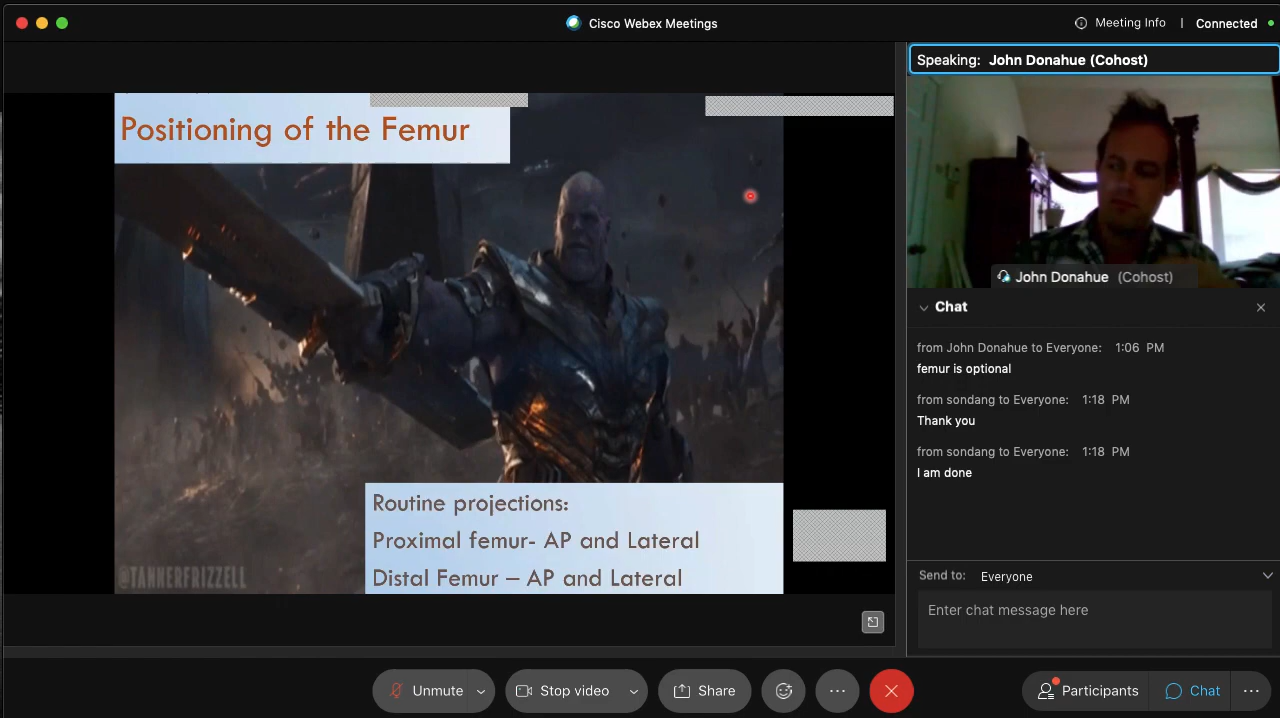 Cisco Webex Meetings
Meeting Info | Connected
Speaking: John Donahue (Cohost)
Positioning of the Femur
John Donahue (Cohost)
Chat
from John Donahue to Everyone: 1:06 PM
femur is optional
from sondang to Everyone: 1:18 PM
Thank you
from sondang to Everyone: 1:18 PM
I am done
Routine projections:
Proximal femur- AP and Lateral
Distal Femur – AP and Lateral
@TANNERFRIZZELL
Send to: Everyone
Enter chat message here
Unmute
Stop video
Share
Participants
Chat